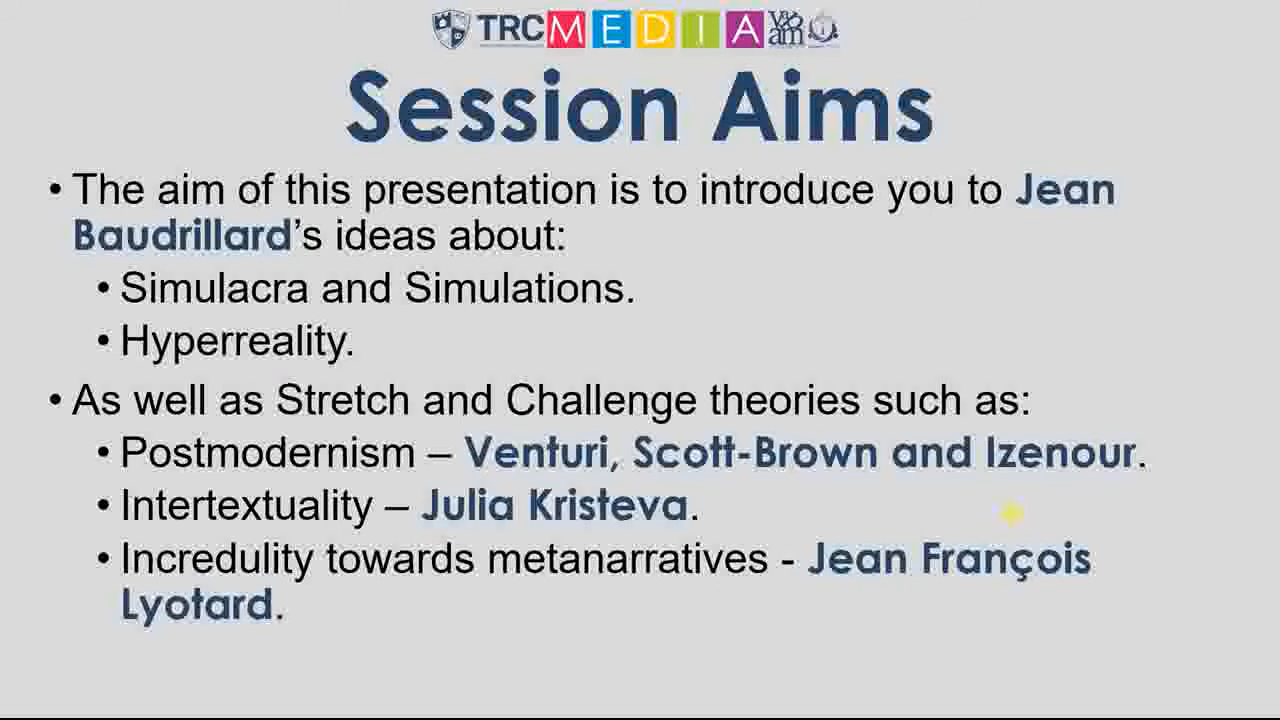 TRC MEDIA
Session Aims
• The aim of this presentation is to introduce you to Jean
Baudrillard’s ideas about:
• Simulacra and Simulations.
• Hyperreality.
• As well as Stretch and Challenge theories such as:
• Postmodernism – Venturi, Scott-Brown and Izenour.
• Intertextuality – Julia Kristeva.
• Incredulity towards metanarratives - Jean François
Lyotard.